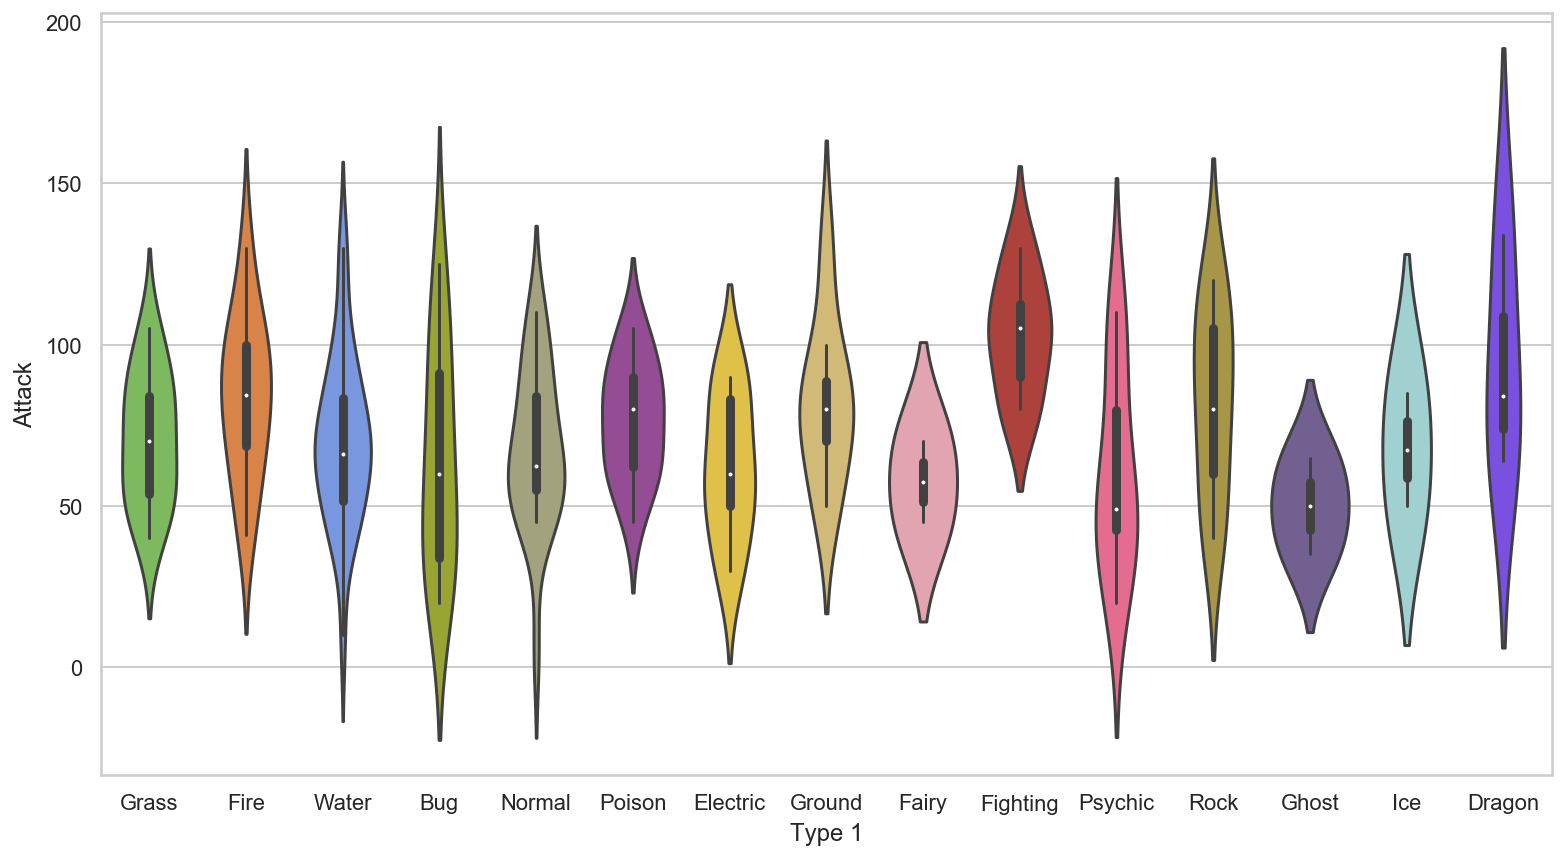 200
150
100
50
0
Attack
Grass Fire Water Bug Normal Poison Electric Ground Fairy Fighting Psychic Rock Ghost Ice Dragon
Type 1